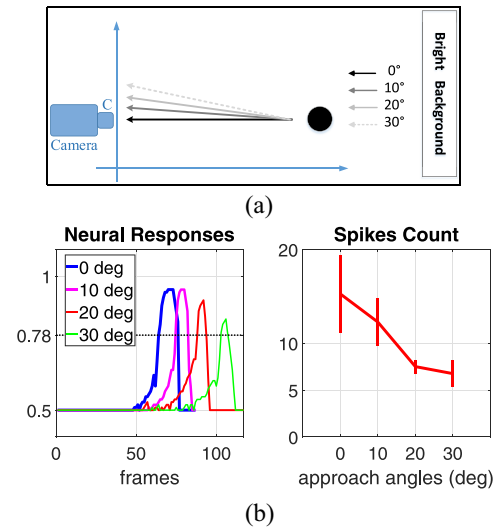 C
Camera
0°
10°
20°
30°
Bright Background
(a)
Neural Responses
1
0.78
0.5
0 deg
10 deg
20 deg
30 deg
0
50
100
frames
Spikes Count
20
10
5
0
0
10
20
30
approach angles (deg)
(b)